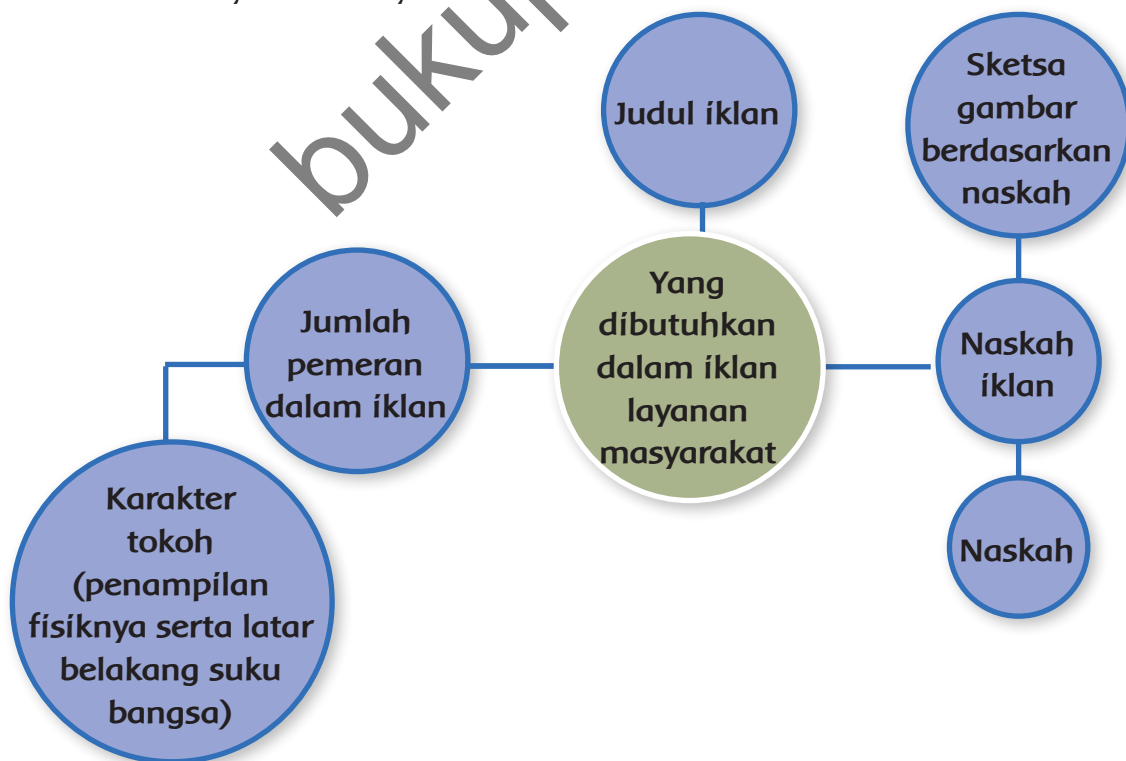 bukup
Judul iklan
Sketsa
gambar
berdasarkan
naskah
Yang
dibutuhkan
dalam iklan
layanan
masyarakat
Jumlah
pemeran
dalam iklan
Naskah
iklan
Karakter
tokoh
(penampilan
fisiknya serta latar
belakang suku
bangsa)
Naskah